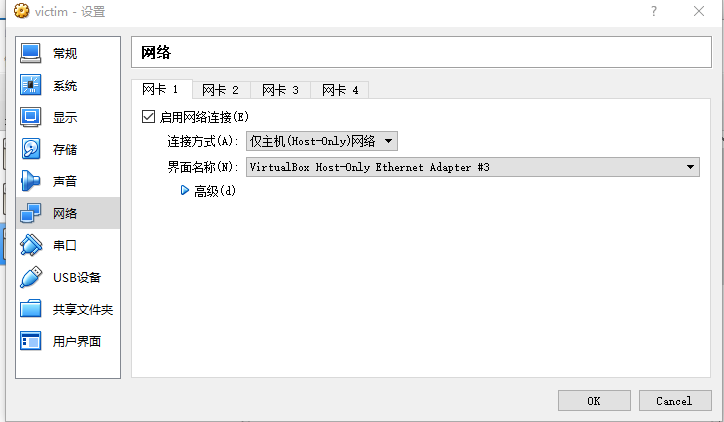 victim - 设置
?
常规
系统
显示
存储
声音
网络
串口
USB设备
共享文件夹
用户界面
网络
网卡 1 网卡 2 网卡 3 网卡 4
启用网络连接(E)
连接方式(A): 仅主机(Host-Only)网络
界面名称(N): VirtualBox Host-Only Ethernet Adapter #3
高级(d)
OK Cancel